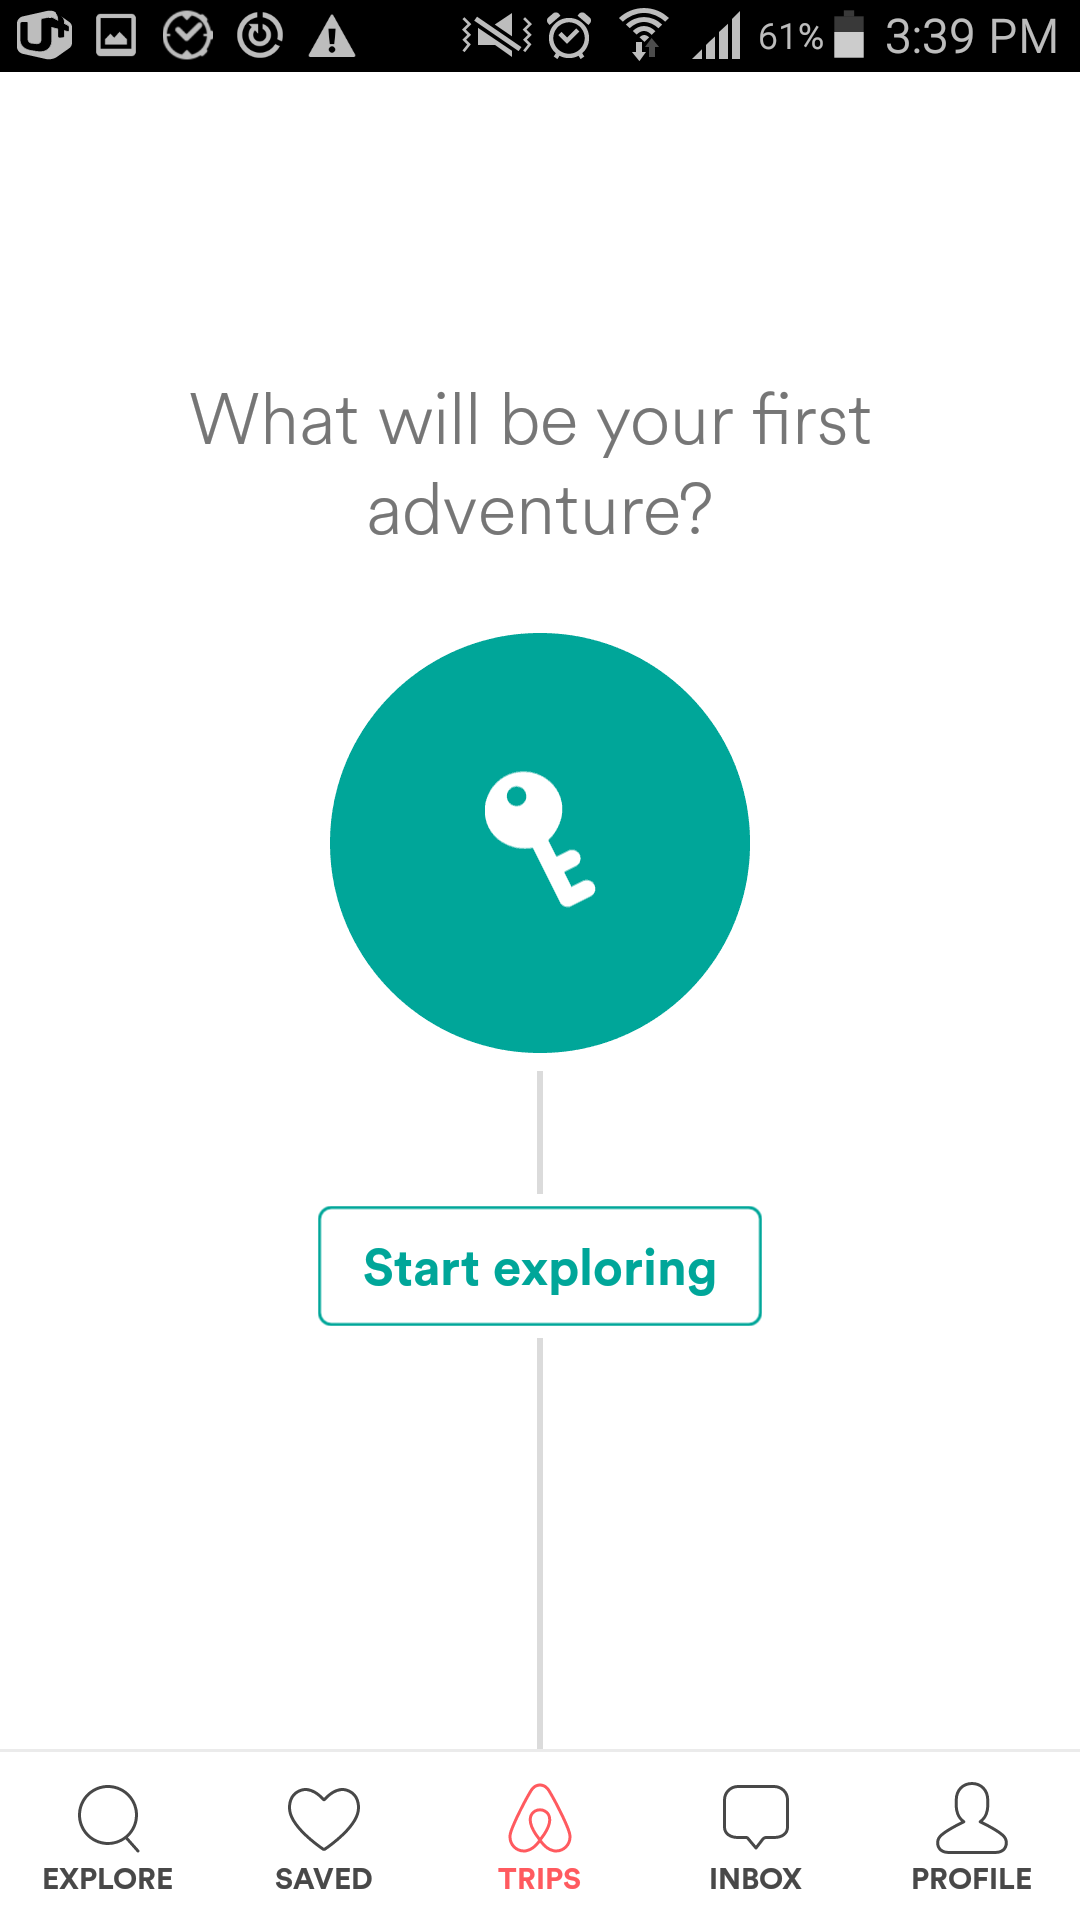 61% 3:39 PM
What will be your first
adventure?
Start exploring
EXPLORE SAVED TRIPS INBOX PROFILE